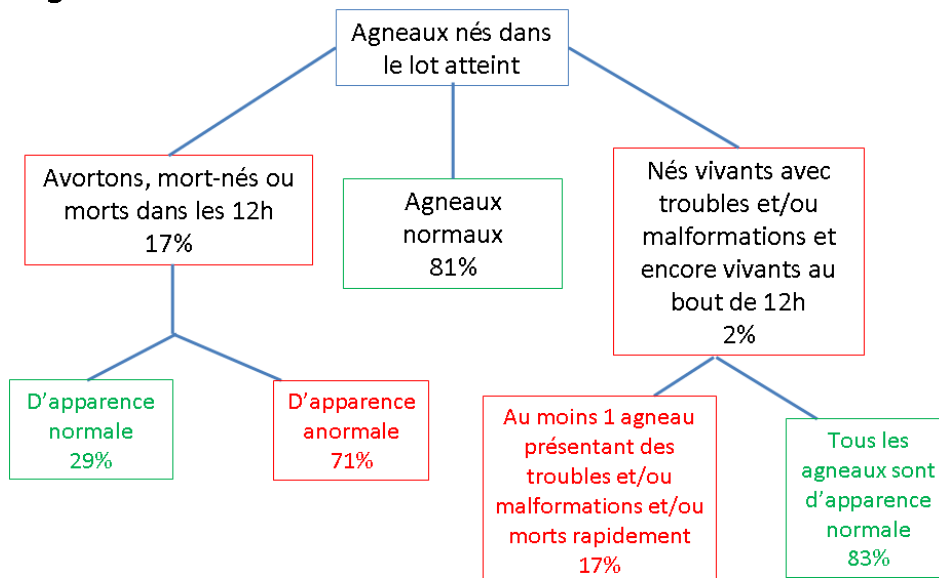 Agneaux nés dans
le lot atteint
Avortons, mort-nés ou
morts dans les 12h
17%
Agneaux
normaux
81%
Nés vivants avec
troubles et/ou
malformations et
encore vivants au
bout de 12h
2%
D'apparence
normale
29%
D'apparence
anormale
71%
Au moins 1 agneau
présentant des
troubles et/ou
malformations et/ou
morts rapidement
17%
Tous les
agneaux sont
d'apparence
normale
83%